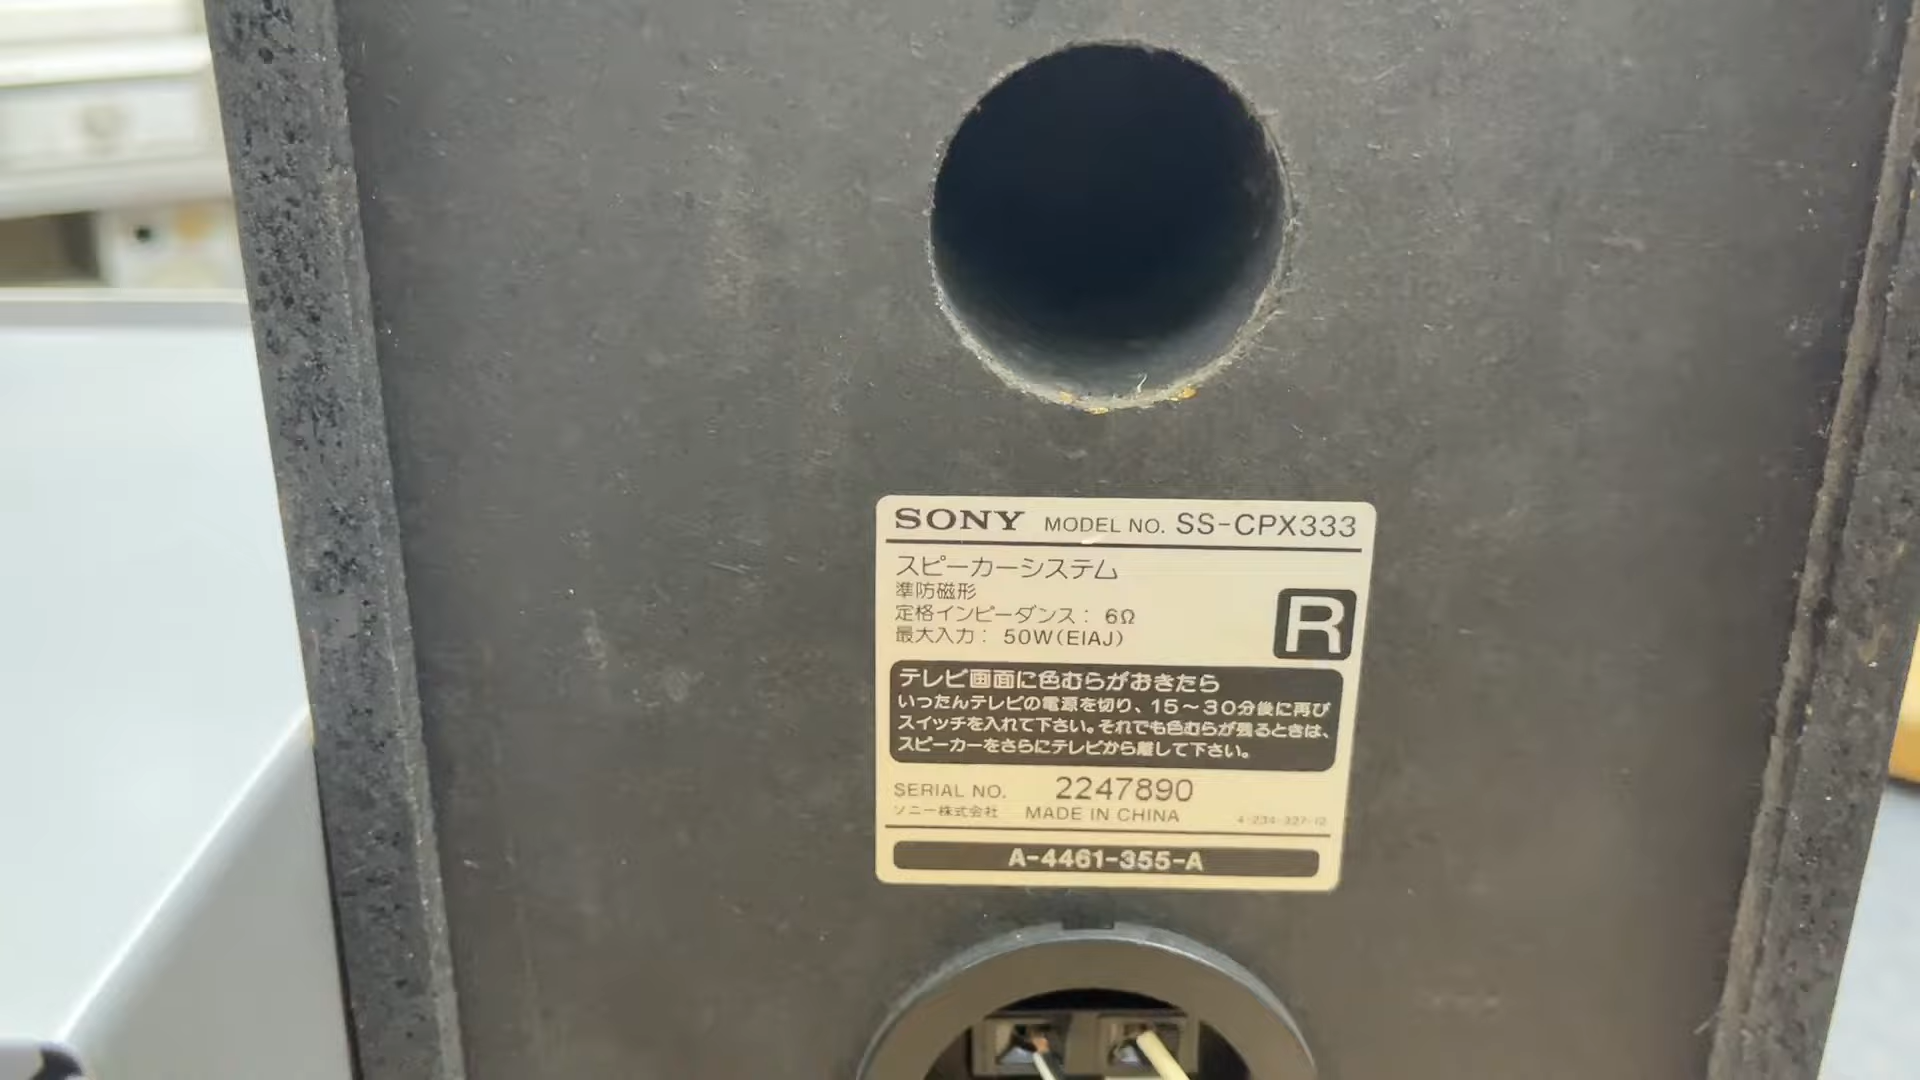 SONY MODEL NO. SS-CPX333
スピーカーシステム
準防磁形
定格インピーダンス： 6Ω
最大入力： 50W(EIAJ)
R
テレビ画面に色むらがおきたら
いったんテレビの電源を切り、15～30分後に再び
スイッチを入れて下さい。それでも色むらが残るときは、
スピーカーをさらにテレビから離して下さい。
SERIAL NO. 2247890
ソニー株式会社 MADE IN CHINA 4-234-327-12
A-4461-355-A